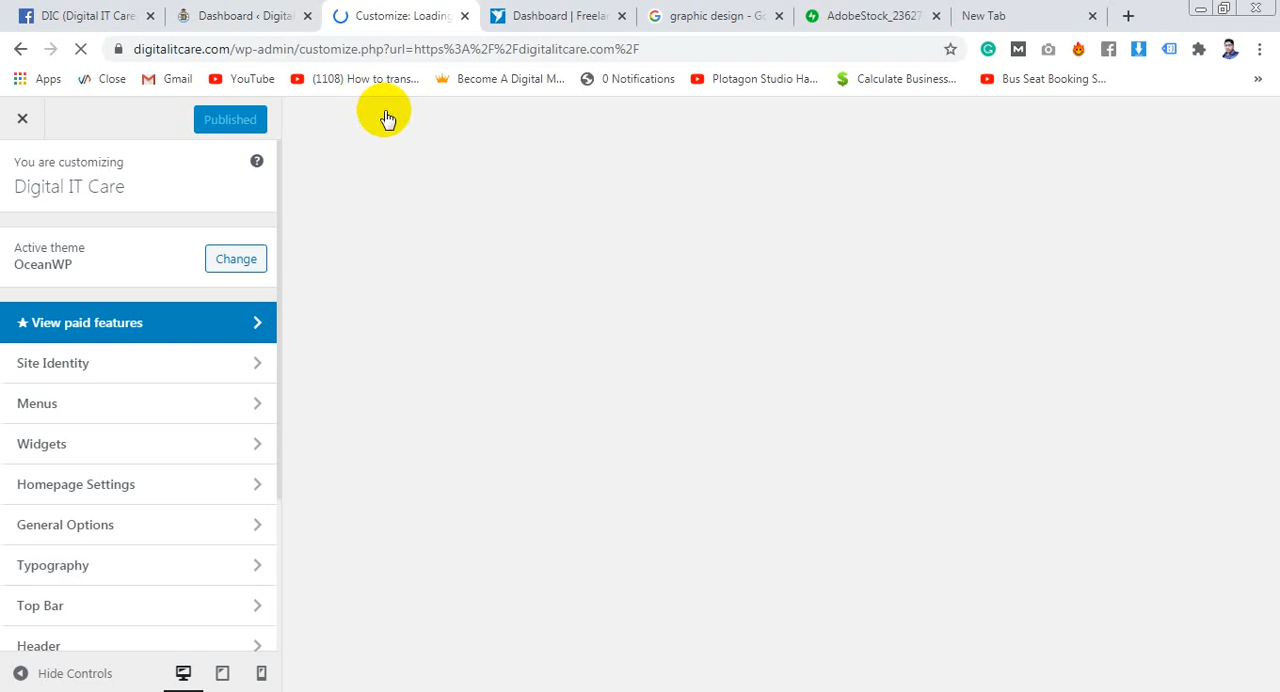 DIC (Digital IT Care
Dashboard ‹ Digital
Customize: Loading
Dashboard | Freelan
graphic design - Go
AdobeStock_23627
New Tab
digitalitcare.com/wp-admin/customize.php?url=https%3A%2F%2Fdigitalitcare.com%2F
Apps
Close
Gmail
YouTube
(1108) How to trans...
Become A Digital M...
0 Notifications
Plotagon Studio Ha...
Calculate Business...
Bus Seat Booking S...
»
Published
You are customizing
Digital IT Care
Active theme
OceanWP
Change
★ View paid features
Site Identity
Menus
Widgets
Homepage Settings
General Options
Typography
Top Bar
Header
Hide Controls